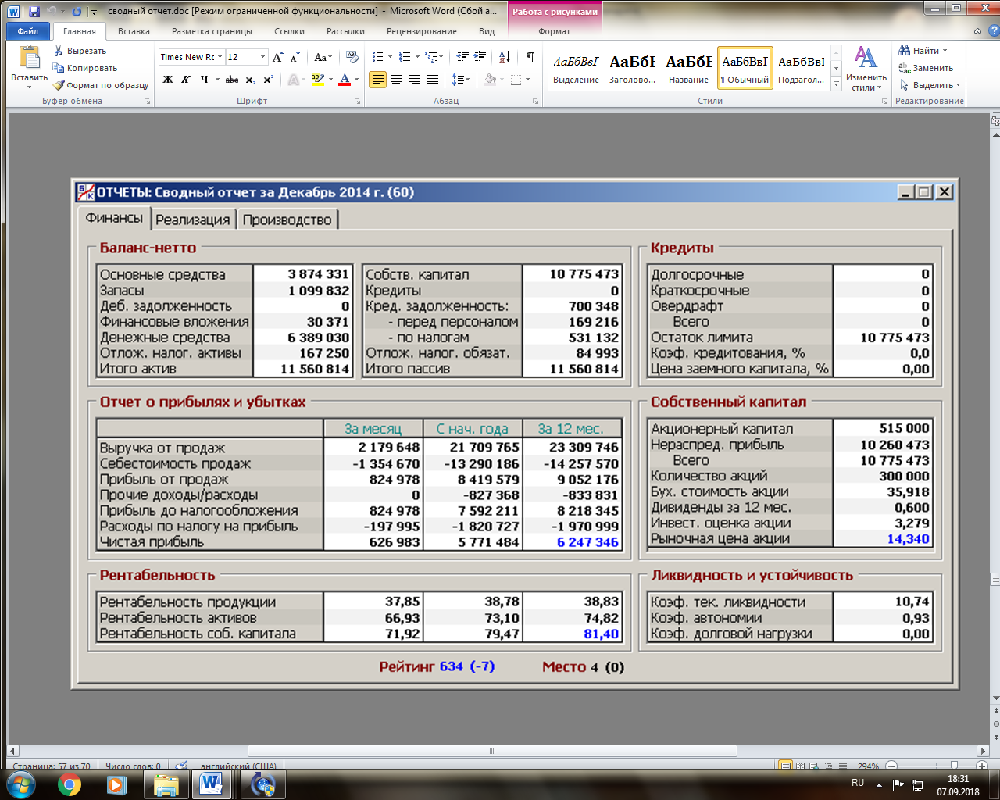 сводный отчет.doc [Режим ограниченной функциональности] - Microsoft Word (Сбой а...
Работа с рисунками
Файл Главная Вставка Разметка страницы Ссылки Рассылки Рецензирование Вид Формат
Вставить
Вырезать
Копировать
Формат по образцу
Буфер обмена
Times New Rc 12
Ж К Ч abc x₂ x²
Шрифт
Абзац
АаБбВвІ АаБбІ АаБбВ АаБбВвІ АаБбВвІ
Выделение Заголово... Название ¶ Обычный Подзагол...
Изменить стили
Стили
Найти
Заменить
Выделить
Редактирование
ОТЧЕТЫ: Сводный отчет за Декабрь 2014 г. (60)
Финансы Реализация Производство
Баланс-нетто
Основные средства 3 874 331
Запасы 1 099 832
Деб. задолженность 0
Финансовые вложения 30 371
Денежные средства 6 389 030
Отлож. налог. активы 167 250
Итого актив 11 560 814
Собств. капитал 10 775 473
Кредиты 0
Кред. задолженность: 700 348
- перед персоналом 169 216
- по налогам 531 132
Отлож. налог. обязат. 84 993
Итого пассив 11 560 814
Кредиты
Долгосрочные 0
Краткосрочные 0
Овердрафт 0
Всего 0
Остаток лимита 10 775 473
Коэф. кредитования, % 0,0
Цена заемного капитала, % 0,00
Отчет о прибылях и убытках
За месяц С нач. года За 12 мес.
Выручка от продаж 2 179 648 21 709 765 23 309 746
Себестоимость продаж -1 354 670 -13 290 186 -14 257 570
Прибыль от продаж 824 978 8 419 579 9 052 176
Прочие доходы/расходы 0 -827 368 -833 831
Прибыль до налогообложения 824 978 7 592 211 8 218 345
Расходы по налогу на прибыль -197 995 -1 820 727 -1 970 999
Чистая прибыль 626 983 5 771 484 6 247 346
Собственный капитал
Акционерный капитал 515 000
Нераспред. прибыль 10 260 473
Всего 10 775 473
Количество акций 300 000
Бух. стоимость акции 35,918
Дивиденды за 12 мес. 0,600
Инвест. оценка акции 3,279
Рыночная цена акции 14,340
Рентабельность
Рентабельность продукции 37,85 38,78 38,83
Рентабельность активов 66,93 73,10 74,82
Рентабельность соб. капитала 71,92 79,47 81,40
Ликвидность и устойчивость
Коэф. тек. ликвидности 10,74
Коэф. автономии 0,93
Коэф. долговой нагрузки 0,00
Рейтинг 634 (-7) Место 4 (0)
Страница: 57 из 70 Число слов: 0 английский (США) 294%
RU 18:31
07.09.2018